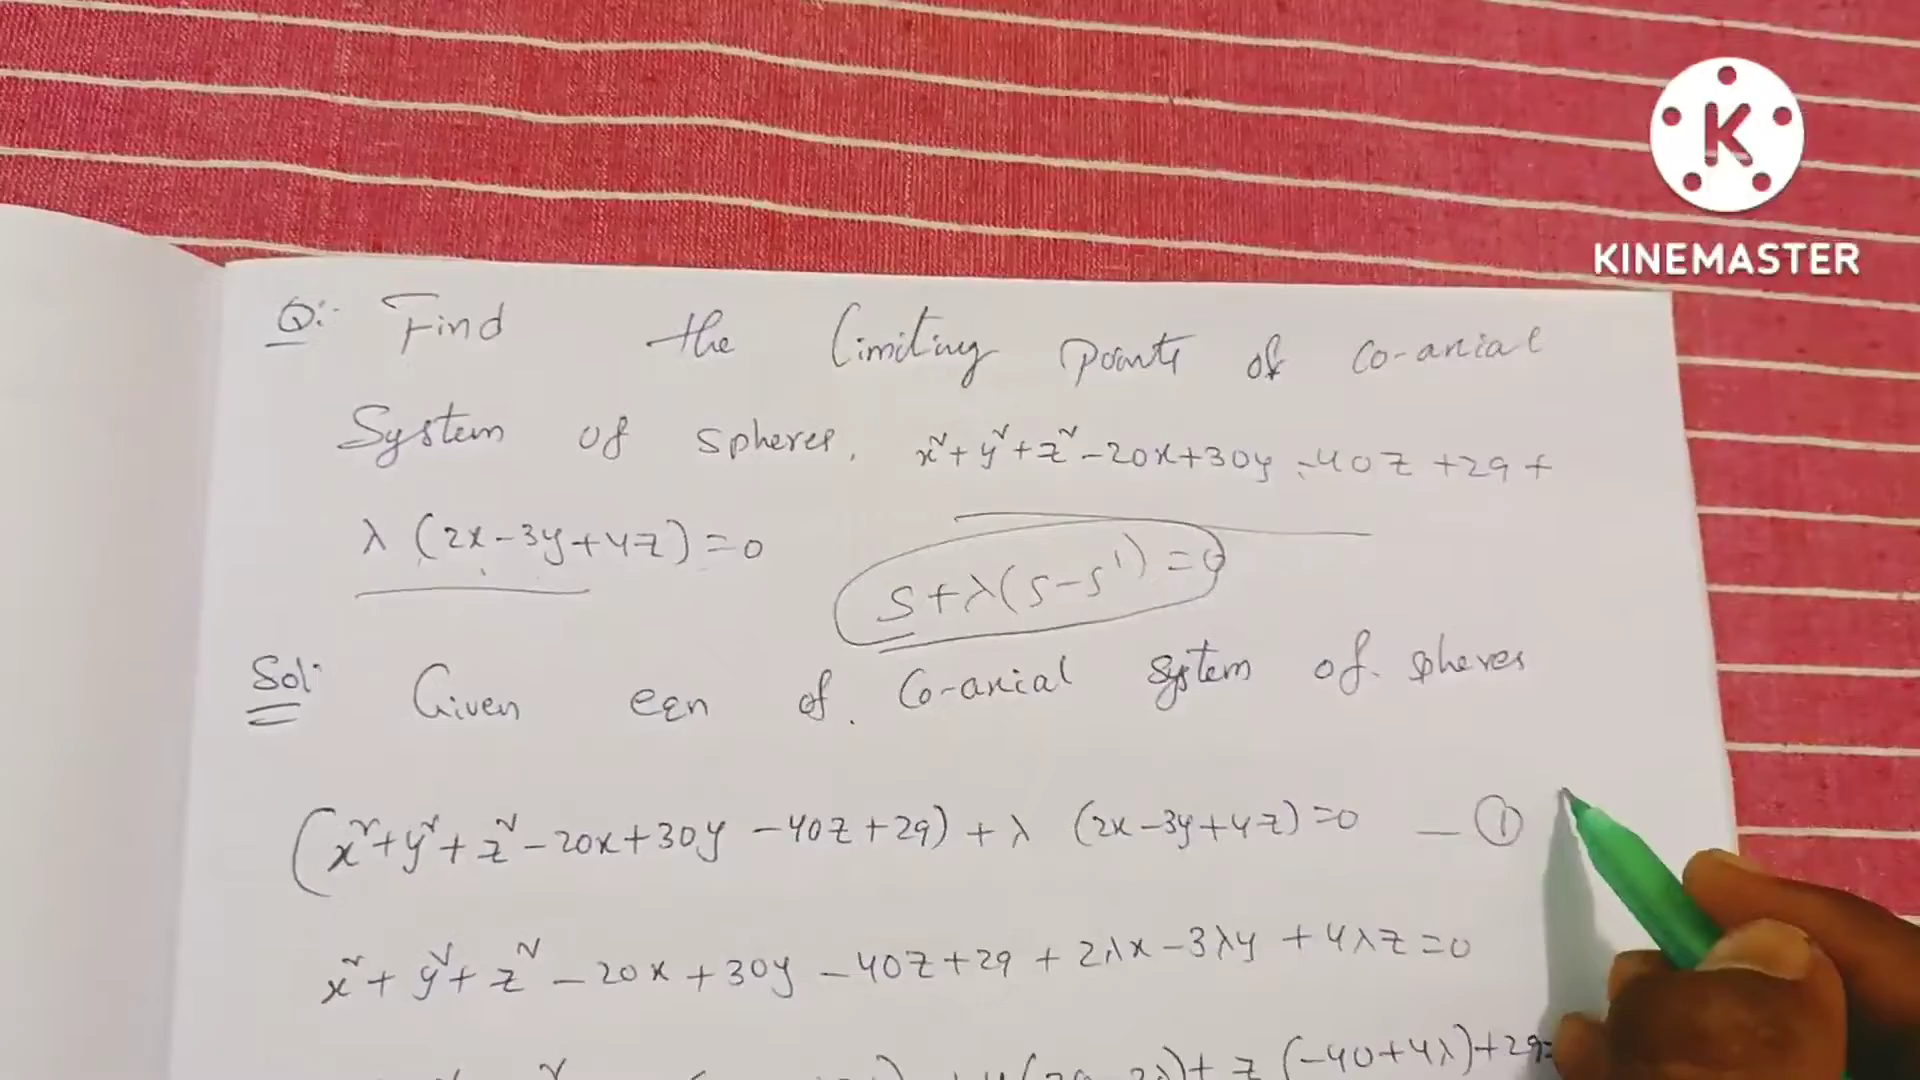 K
KINEMASTER
Q:- Find the limiting points of co-axial
System of spheres, x²+y²+z²-20x+30y-40z+29+
λ(2x-3y+4z)=0
S+λ(S-S')=0
Sol: Given eqn of Co-axial system of spheres
(x²+y²+z²-20x+30y-40z+29)+λ(2x-3y+4z)=0 — ①
x²+y²+z²-20x+30y-40z+29+2λx-3λy+4λz=0
+z(-40+4λ)+29=